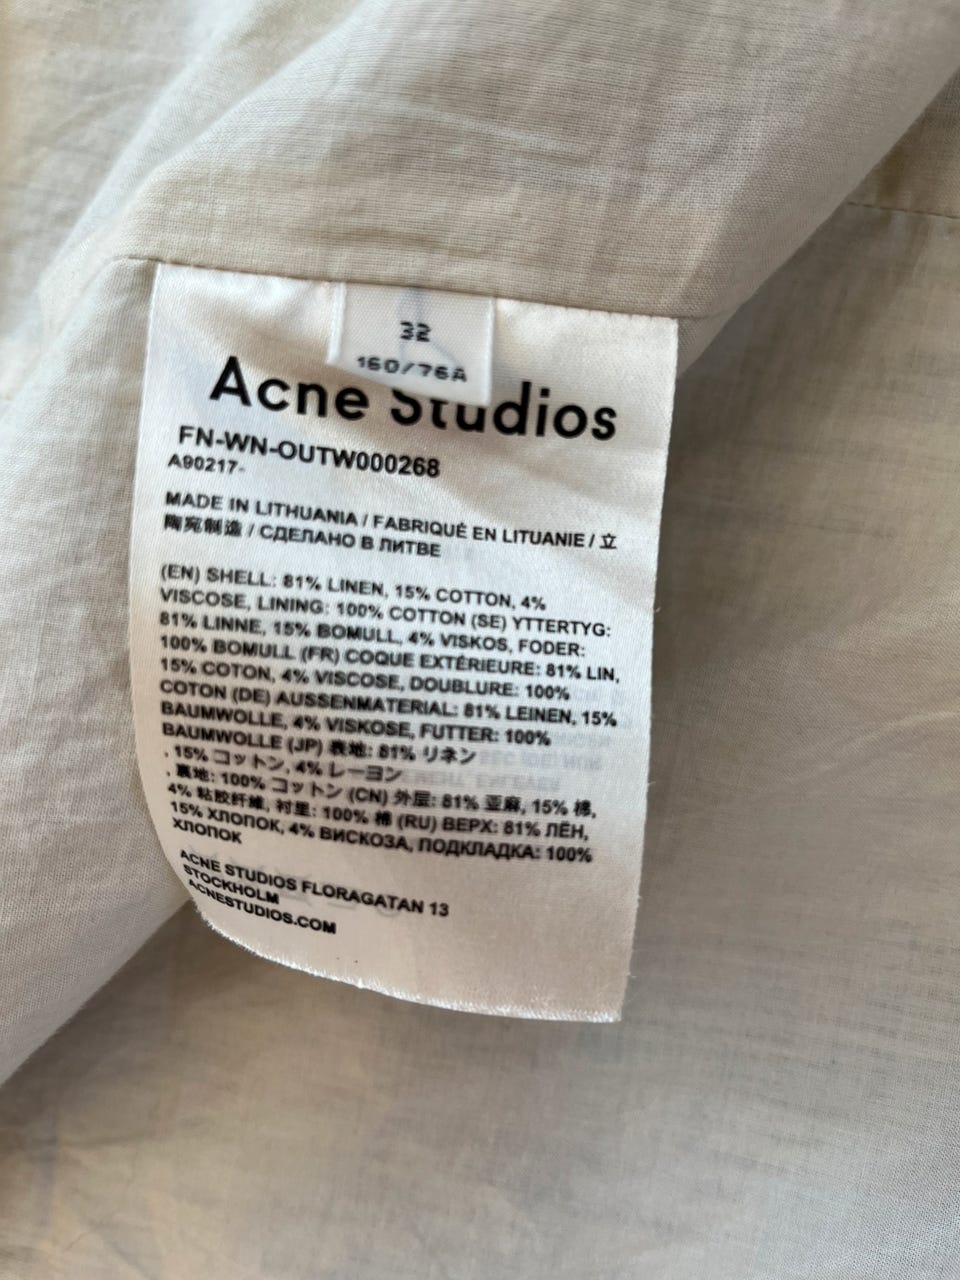 32
160/76A
Acne Studios
FN-WN-OUTW000268
A90217-
MADE IN LITHUANIA / FABRIQUÉ EN LITUANIE / 立
陶宛制造 / СДЕЛАНО В ЛИТВЕ
(EN) SHELL: 81% LINEN, 15% COTTON, 4%
VISCOSE, LINING: 100% COTTON (SE) YTTERTYG:
81% LINNE, 15% BOMULL, 4% VISKOS, FODER:
100% BOMULL (FR) COQUE EXTÉRIEURE: 81% LIN,
15% COTON, 4% VISCOSE, DOUBLURE: 100%
COTON (DE) AUSSENMATERIAL: 81% LEINEN, 15%
BAUMWOLLE, 4% VISKOSE, FUTTER: 100%
BAUMWOLLE (JP) 表地: 81% リネン
, 15% コットン, 4% レーヨン
, 裏地: 100% コットン (CN) 外层: 81% 亚麻, 15% 棉,
4% 粘胶纤维, 衬里: 100% 棉 (RU) ВЕРХ: 81% ЛЁН,
15% ХЛОПОК, 4% ВИСКОЗА, ПОДКЛАДКА: 100%
ХЛОПОК
ACNE STUDIOS FLORAGATAN 13
STOCKHOLM
ACNESTUDIOS.COM